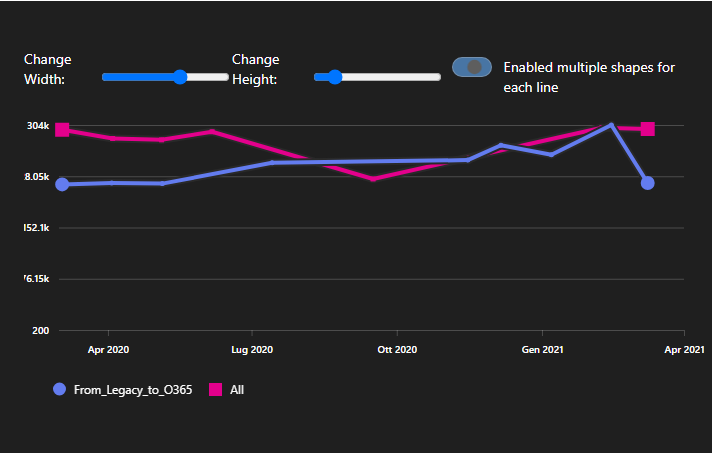 Change
Width:
Change
Height:
Enabled multiple shapes for
each line
304k
8.05k
152.1k
76.15k
200
Apr 2020
Lug 2020
Ott 2020
Gen 2021
Apr 2021
From_Legacy_to_O365
All